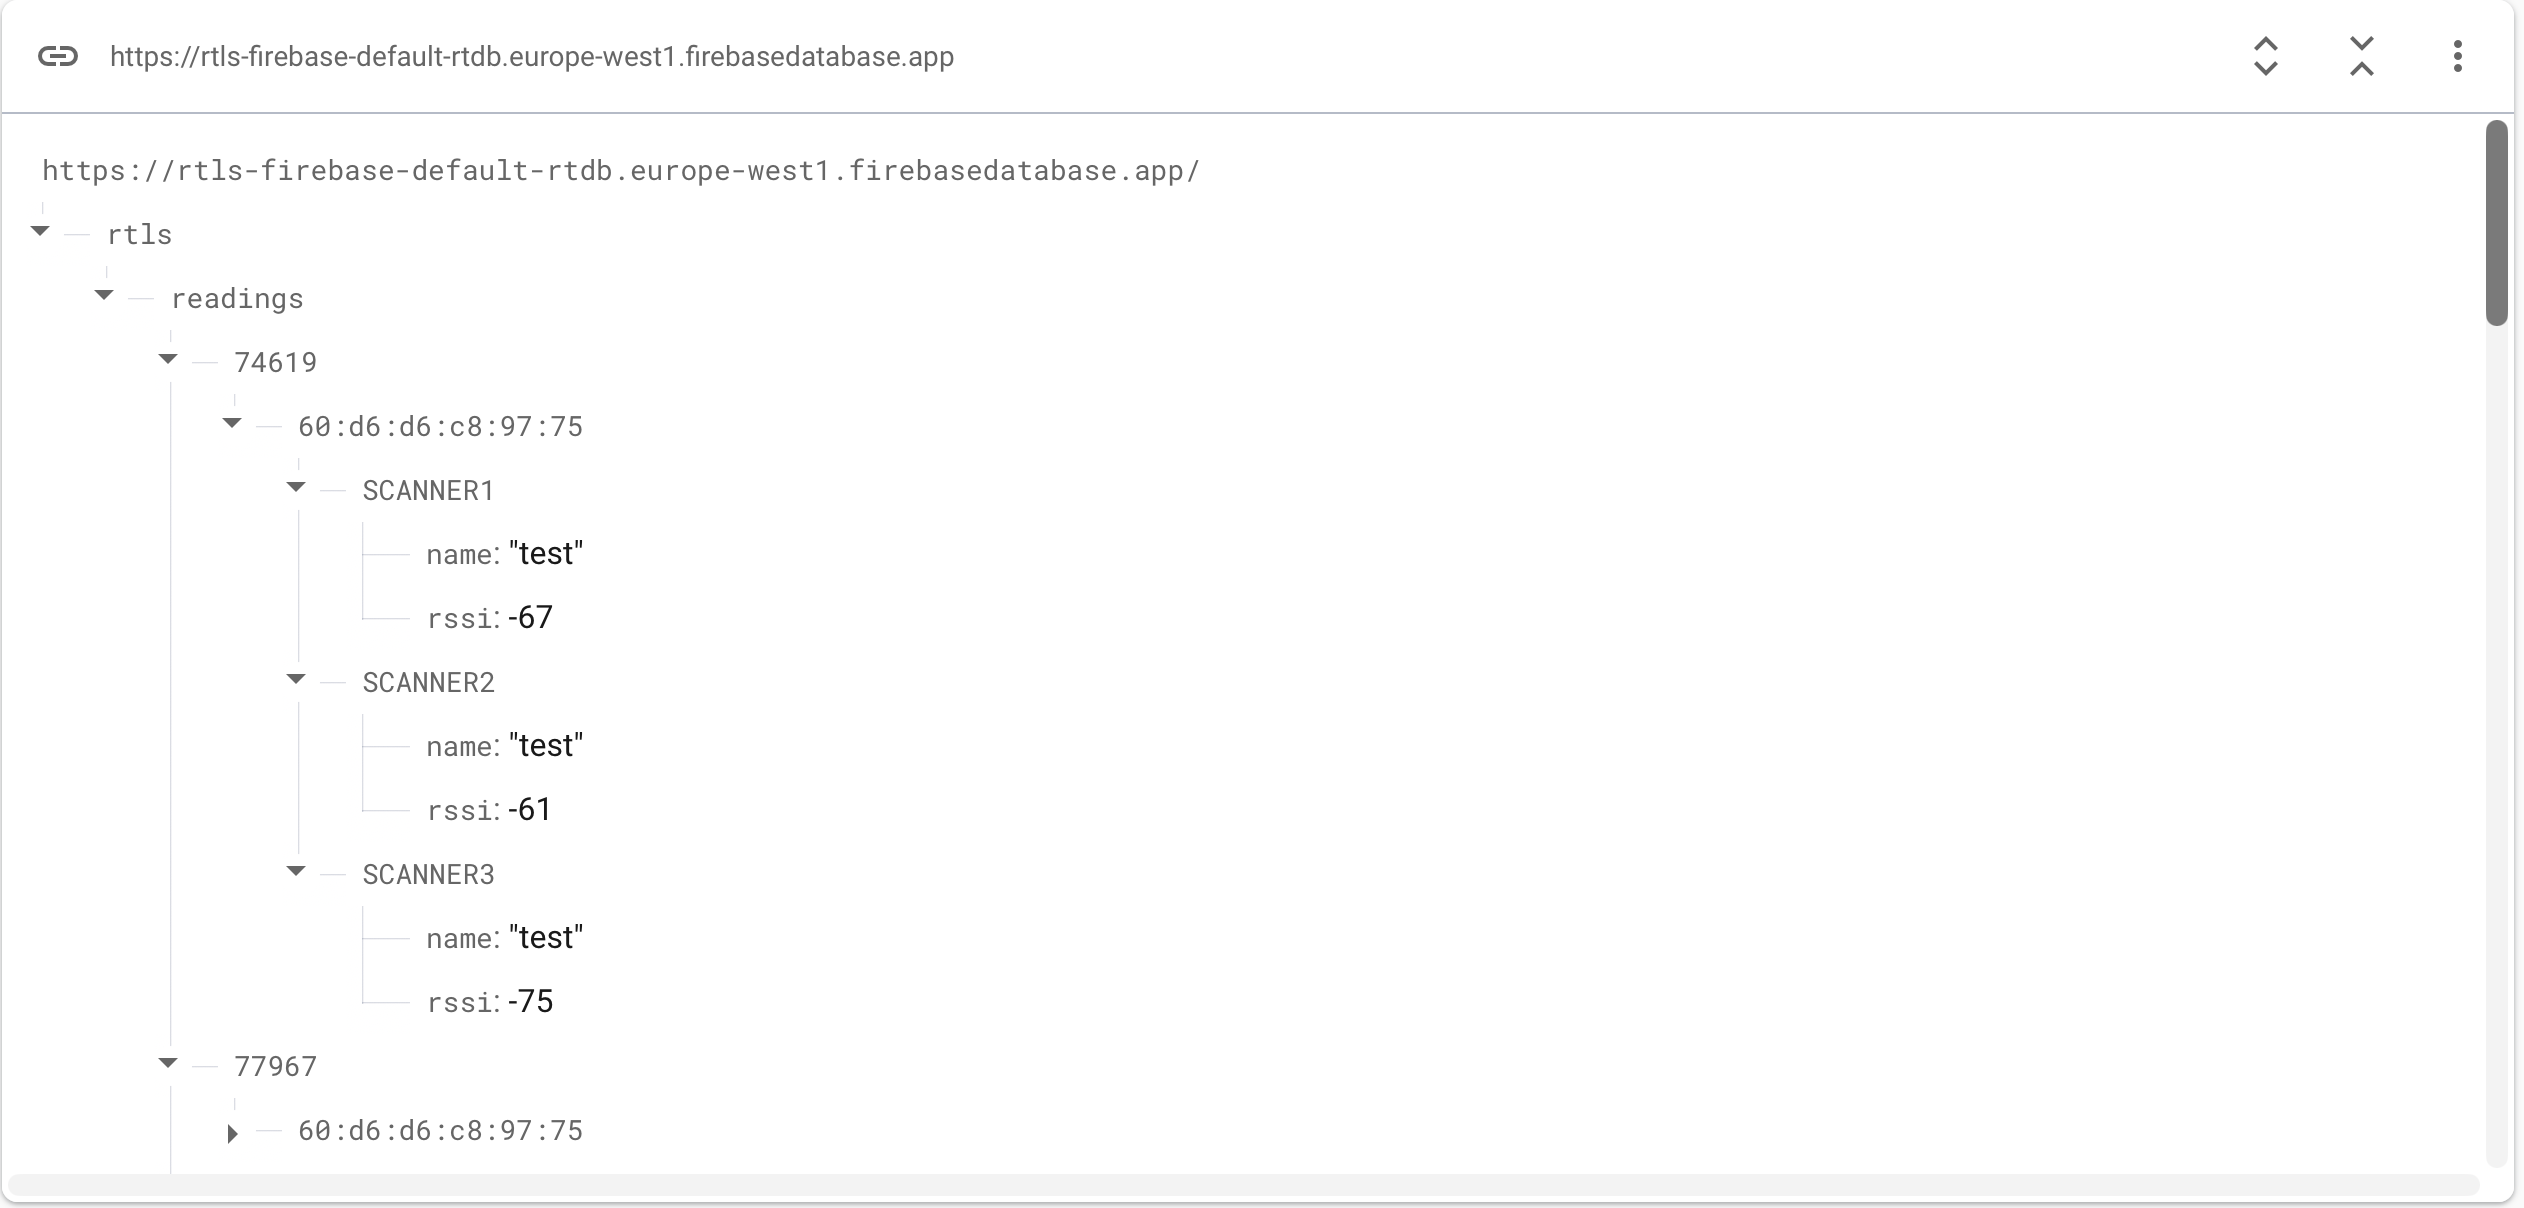 https://rtls-firebase-default-rtdb.europe-west1.firebasedatabase.app
https://rtls-firebase-default-rtdb.europe-west1.firebasedatabase.app/
rtls
readings
74619
60:d6:d6:c8:97:75
SCANNER1
name: "test"
rssi: -67
SCANNER2
name: "test"
rssi: -61
SCANNER3
name: "test"
rssi: -75
77967
60:d6:d6:c8:97:75